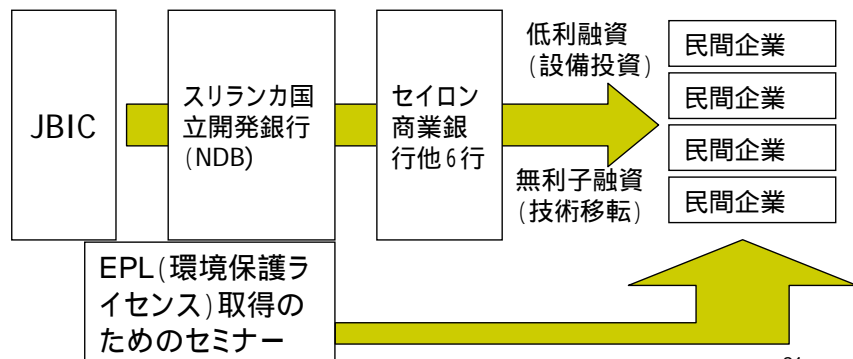 JBIC
スリランカ国
立開発銀行
(NDB)
セイロン
商業銀
行他6行
低利融資
(設備投資)
無利子融資
(技術移転)
民間企業
民間企業
民間企業
民間企業
EPL(環境保護ラ
イセンス)取得の
ためのセミナー